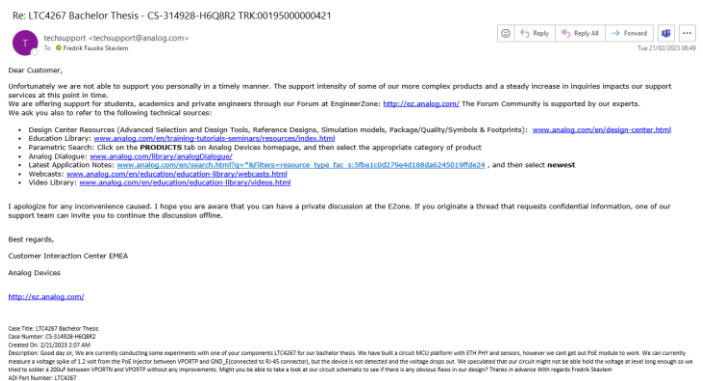 Re: LTC4267 Bachelor Thesis - CS-314928-H6Q8R2 TRK:00195000000421
T
techsupport <techsupport@analog.com>
To Fredrik Fauske Skavlem
Reply
Reply All
Forward
...
Tue 21/02/2023 08:49
Dear Customer,
Unfortunately we are not able to support you personally in a timely manner. The support intensity of some of our more complex products and a steady increase in inquiries impacts our support
services at this point in time.
We are offering support for students, academics and private engineers through our Forum at EngineerZone: http://ez.analog.com/ The Forum Community is supported by our experts.
We ask you also to refer to the following technical sources:
• Design Center Resources (Advanced Selection and Design Tools, Reference Designs, Simulation models, Package/Quality/Symbols & Footprints): www.analog.com/en/design-center.html
• Education Library: www.analog.com/en/training-tutorials-seminars/resources/index.html
• Parametric Search: Click on the PRODUCTS tab on Analog Devices homepage, and then select the appropriate category of product
• Analog Dialogue: www.analog.com/library/analogDialogue/
• Latest Application Notes: www.analog.com/en/search.html?q=*&Filters=resource_type_fac_s:5fbe1c0d279e4d188da6245019ffde24 , and then select newest
• Webcasts: www.analog.com/en/education/education-library/webcasts.html
• Video Library: www.analog.com/en/education/education-library/videos.html
I apologize for any inconvenience caused. I hope you are aware that you can have a private discussion at the EZone. If you originate a thread that requests confidential information, one of our
support team can invite you to continue the discussion offline.
Best regards,
Customer Interaction Center EMEA
Analog Devices
http://ez.analog.com/
Case Title: LTC4267 Bachelor Thesis
Case Number: CS-314928-H6Q8R2
Created On: 2/21/2023 2:07 AM
Description: Good day sir, We are currently conducting some experiments with one of your components LTC4267 for our bachelor thesis. We have built a circuit MCU platform with ETH PHY and sensors, however we cant get out PoE module to work. We can currently
measure a voltage spike of 1.2 volt from the PoE injector between VPORTP and GND_E(connected to RJ-45 connector), but the device is not detected and the voltage drops out. We speculated that our circuit might not be able hold the voltage at level long enough so we
tried to solder a 200uF between VPORTN and VPORTP without any improvements. Might you be able to take a look at our circuit schematic to see if there is any obvious flaws in our design? Thanks in advance With regards Fredrik Skavlem
ADI Part Number: LTC4267